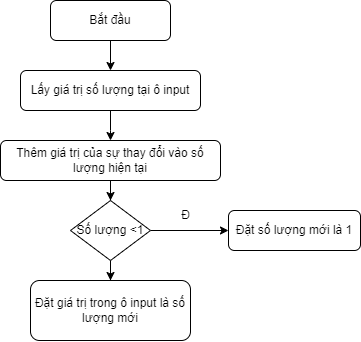 Bắt đầu
Lấy giá trị số lượng tại ô input
Thêm giá trị của sự thay đổi vào số
lượng hiện tại
Số lượng <1
Đ
Đặt số lượng mới là 1
Đặt giá trị trong ô input là số
lượng mới